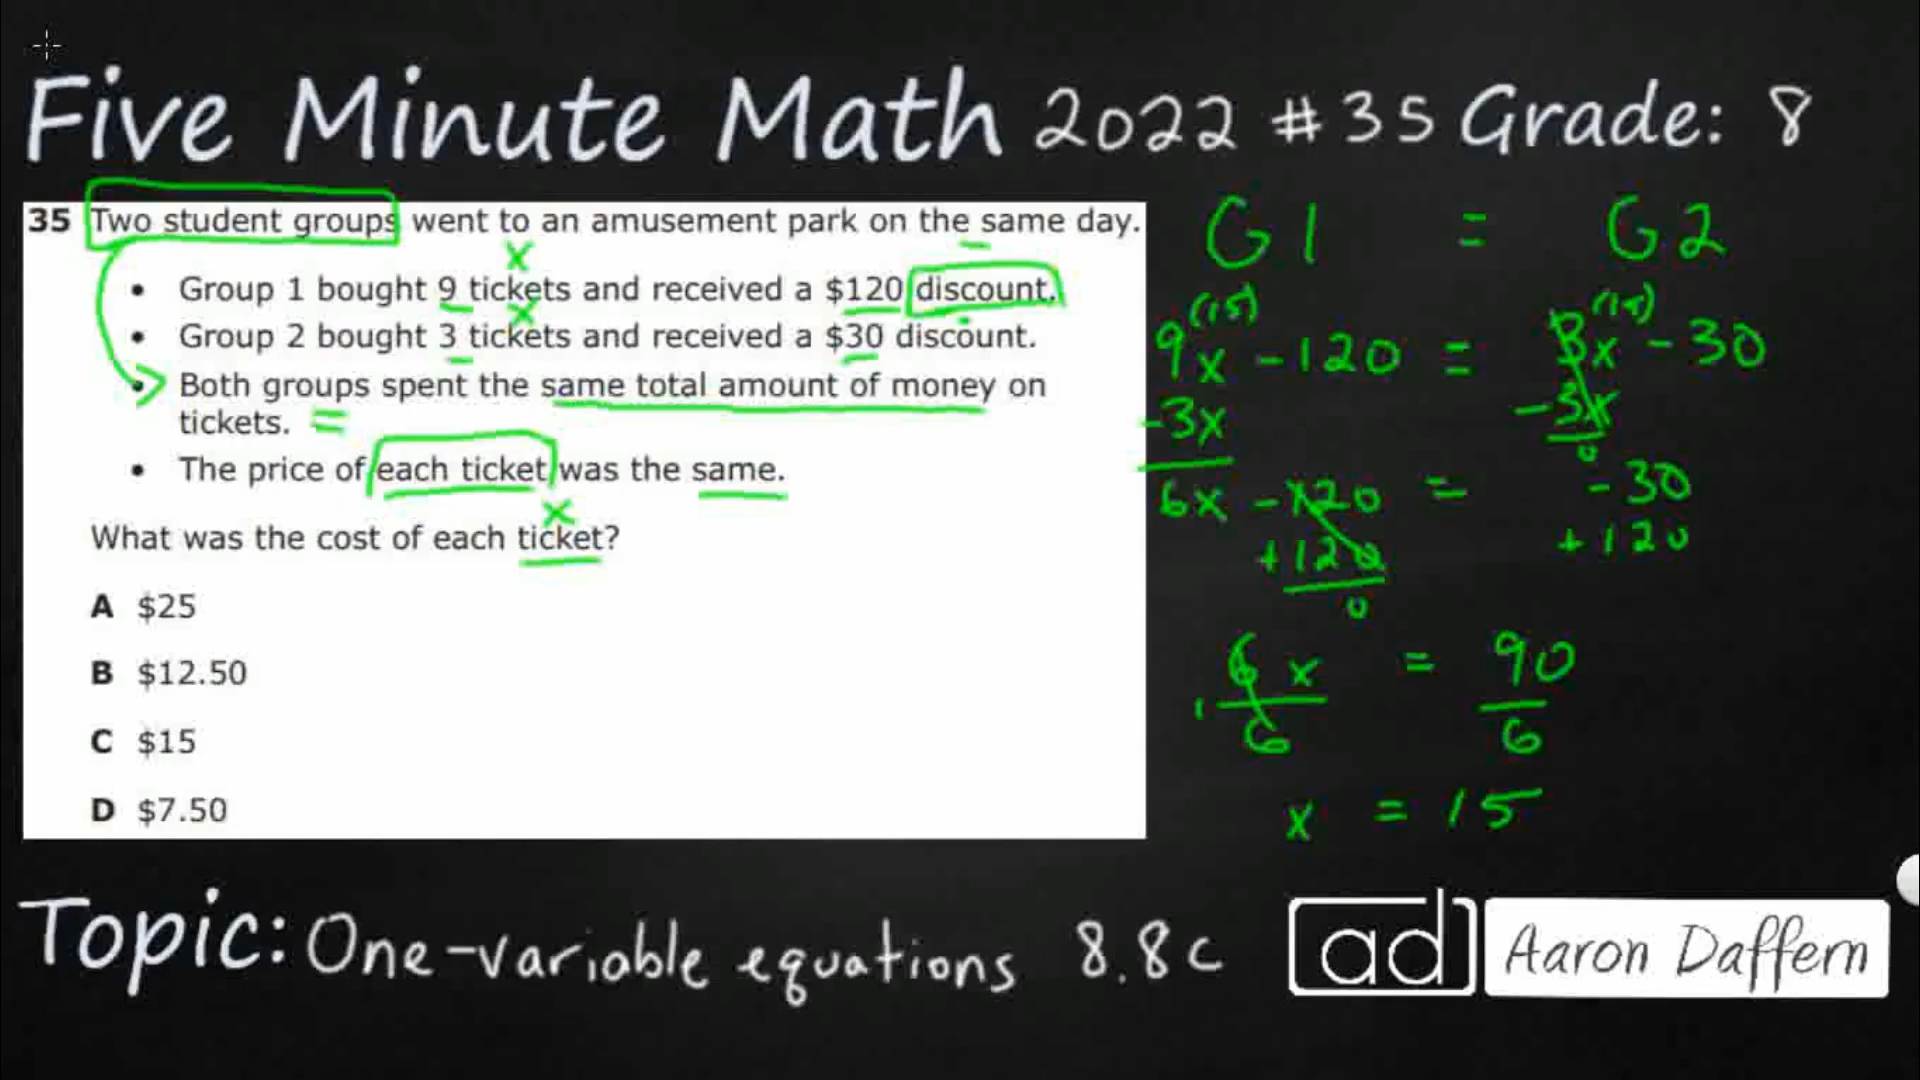 Five Minute Math 2022 #35 Grade: 8
35 Two student groups went to an amusement park on the same day.
x
• Group 1 bought 9 tickets and received a $120 discount.
x
• Group 2 bought 3 tickets and received a $30 discount.
• Both groups spent the same total amount of money on
tickets. =
• The price of each ticket was the same.
x
What was the cost of each ticket?
A $25
B $12.50
C $15
D $7.50
G1 = G2
(15) (15)
9x - 120 = 3x - 30
-3x -3x
0
6x - 120 = -30
+120 +120
0
6x = 90
6 6
x = 15
Topic: One-variable equations 8.8c
ad Aaron Daffern